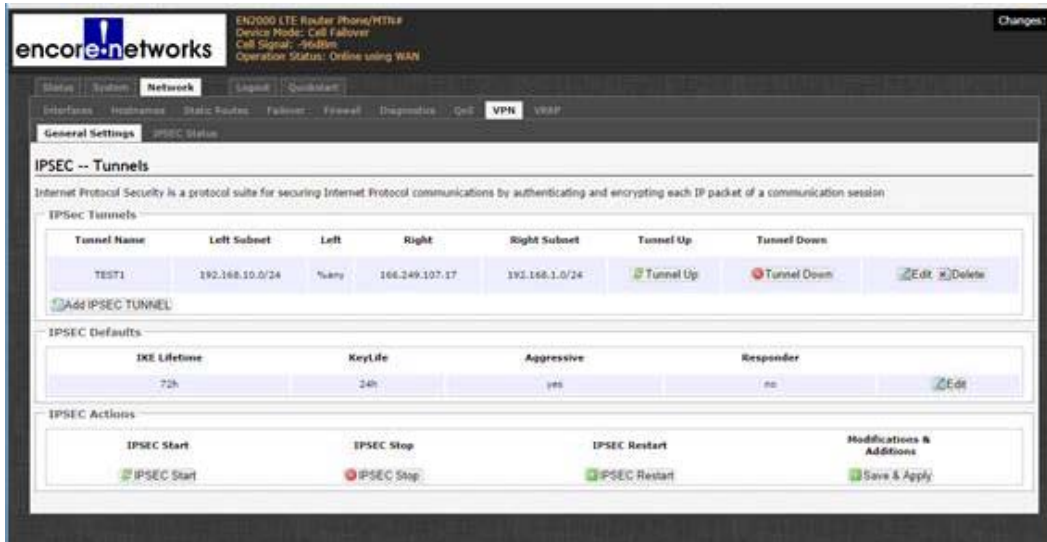 encore!networks
EN2000 LTE Router Phone/MTN#
Device Mode: Cell Failover
Cell Signal: -96dBm
Operation Status: Online using WAN
Changes:
Status System Network Logout Quickstart
Interfaces Hostnames Static Routes Failover Firewall Diagnostics QoS VPN VRRP
General Settings IPSEC Status
IPSEC -- Tunnels
Internet Protocol Security is a protocol suite for securing Internet Protocol communications by authenticating and encrypting each IP packet of a communication session
IPSec Tunnels
Tunnel Name Left Subnet Left Right Right Subnet Tunnel Up Tunnel Down
TEST1 192.168.10.0/24 %any 166.249.107.17 192.168.1.0/24 Tunnel Up Tunnel Down Edit Delete
Add IPSEC TUNNEL
IPSEC Defaults
IKE Lifetime KeyLife Aggressive Responder
72h 24h yes no Edit
IPSEC Actions
IPSEC Start IPSEC Stop IPSEC Restart Modifications &
Additions
IPSEC Start IPSEC Stop IPSEC Restart Save & Apply